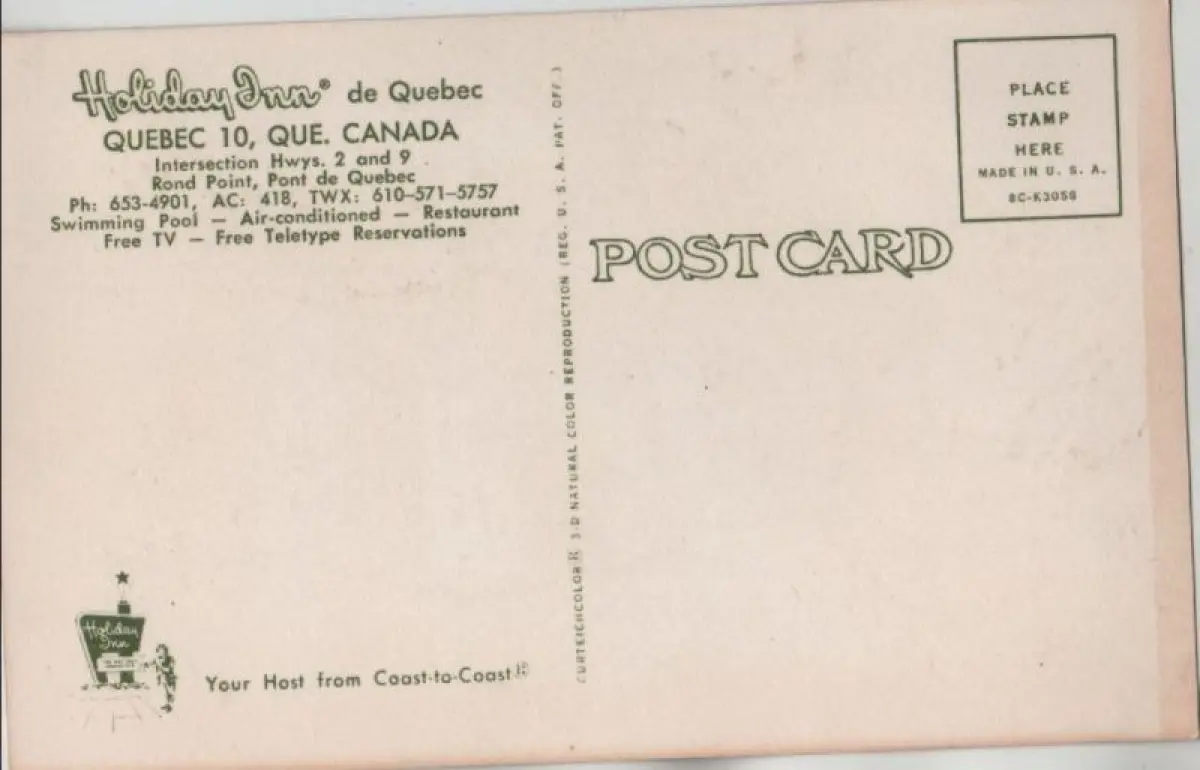 Holiday Inn® de Quebec
QUEBEC 10, QUE. CANADA
Intersection Hwys. 2 and 9
Rond Point, Pont de Quebec
Ph: 653-4901, AC: 418, TWX: 610-571-5757
Swimming Pool — Air-conditioned — Restaurant
Free TV — Free Teletype Reservations
Holiday Inn
Your Host from Coast-to-Coast®
CURTEICHCOLOR® 3-D NATURAL COLOR REPRODUCTION (REG. U. S. A. PAT. OFF.)
POST CARD
PLACE
STAMP
HERE
MADE IN U. S. A.
8C-K3058